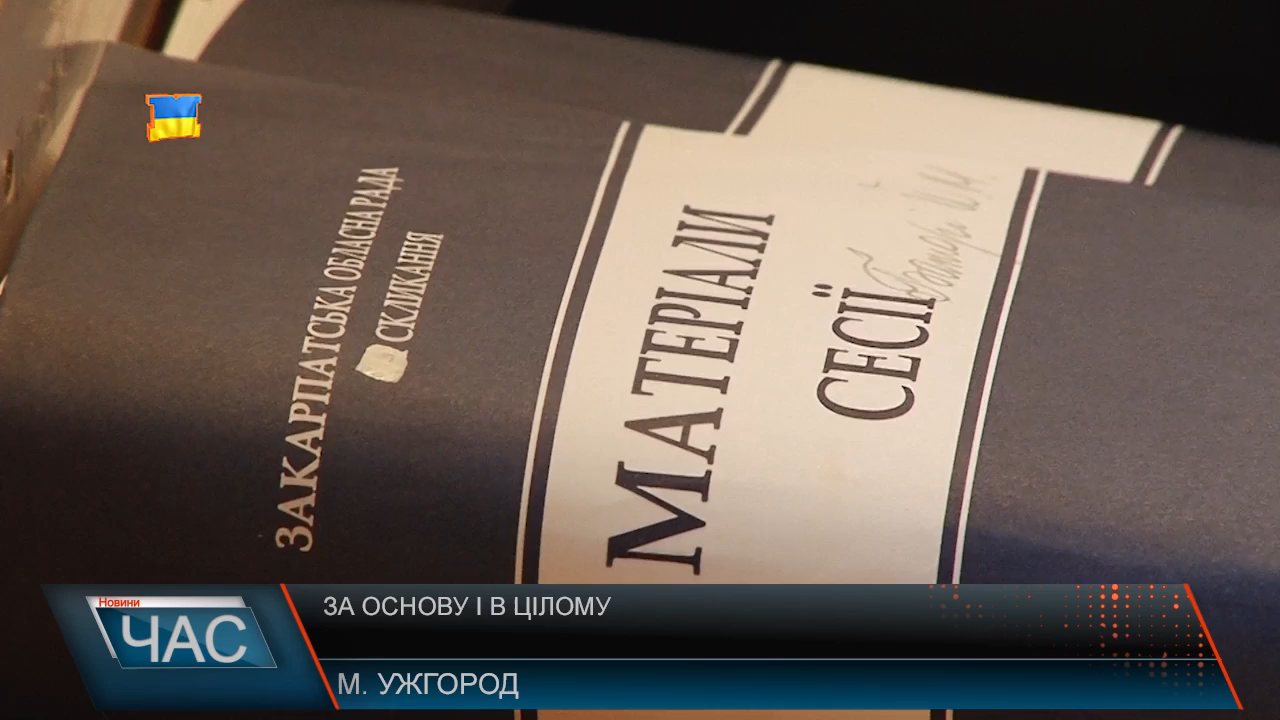 ЗАКАРПАТСЬКА ОБЛАСНА РАДА
СКЛИКАННЯ
МАТЕРІАЛИ
СЕСІЇ
Новини
ЧАС
ЗА ОСНОВУ І В ЦІЛОМУ
М. УЖГОРОД